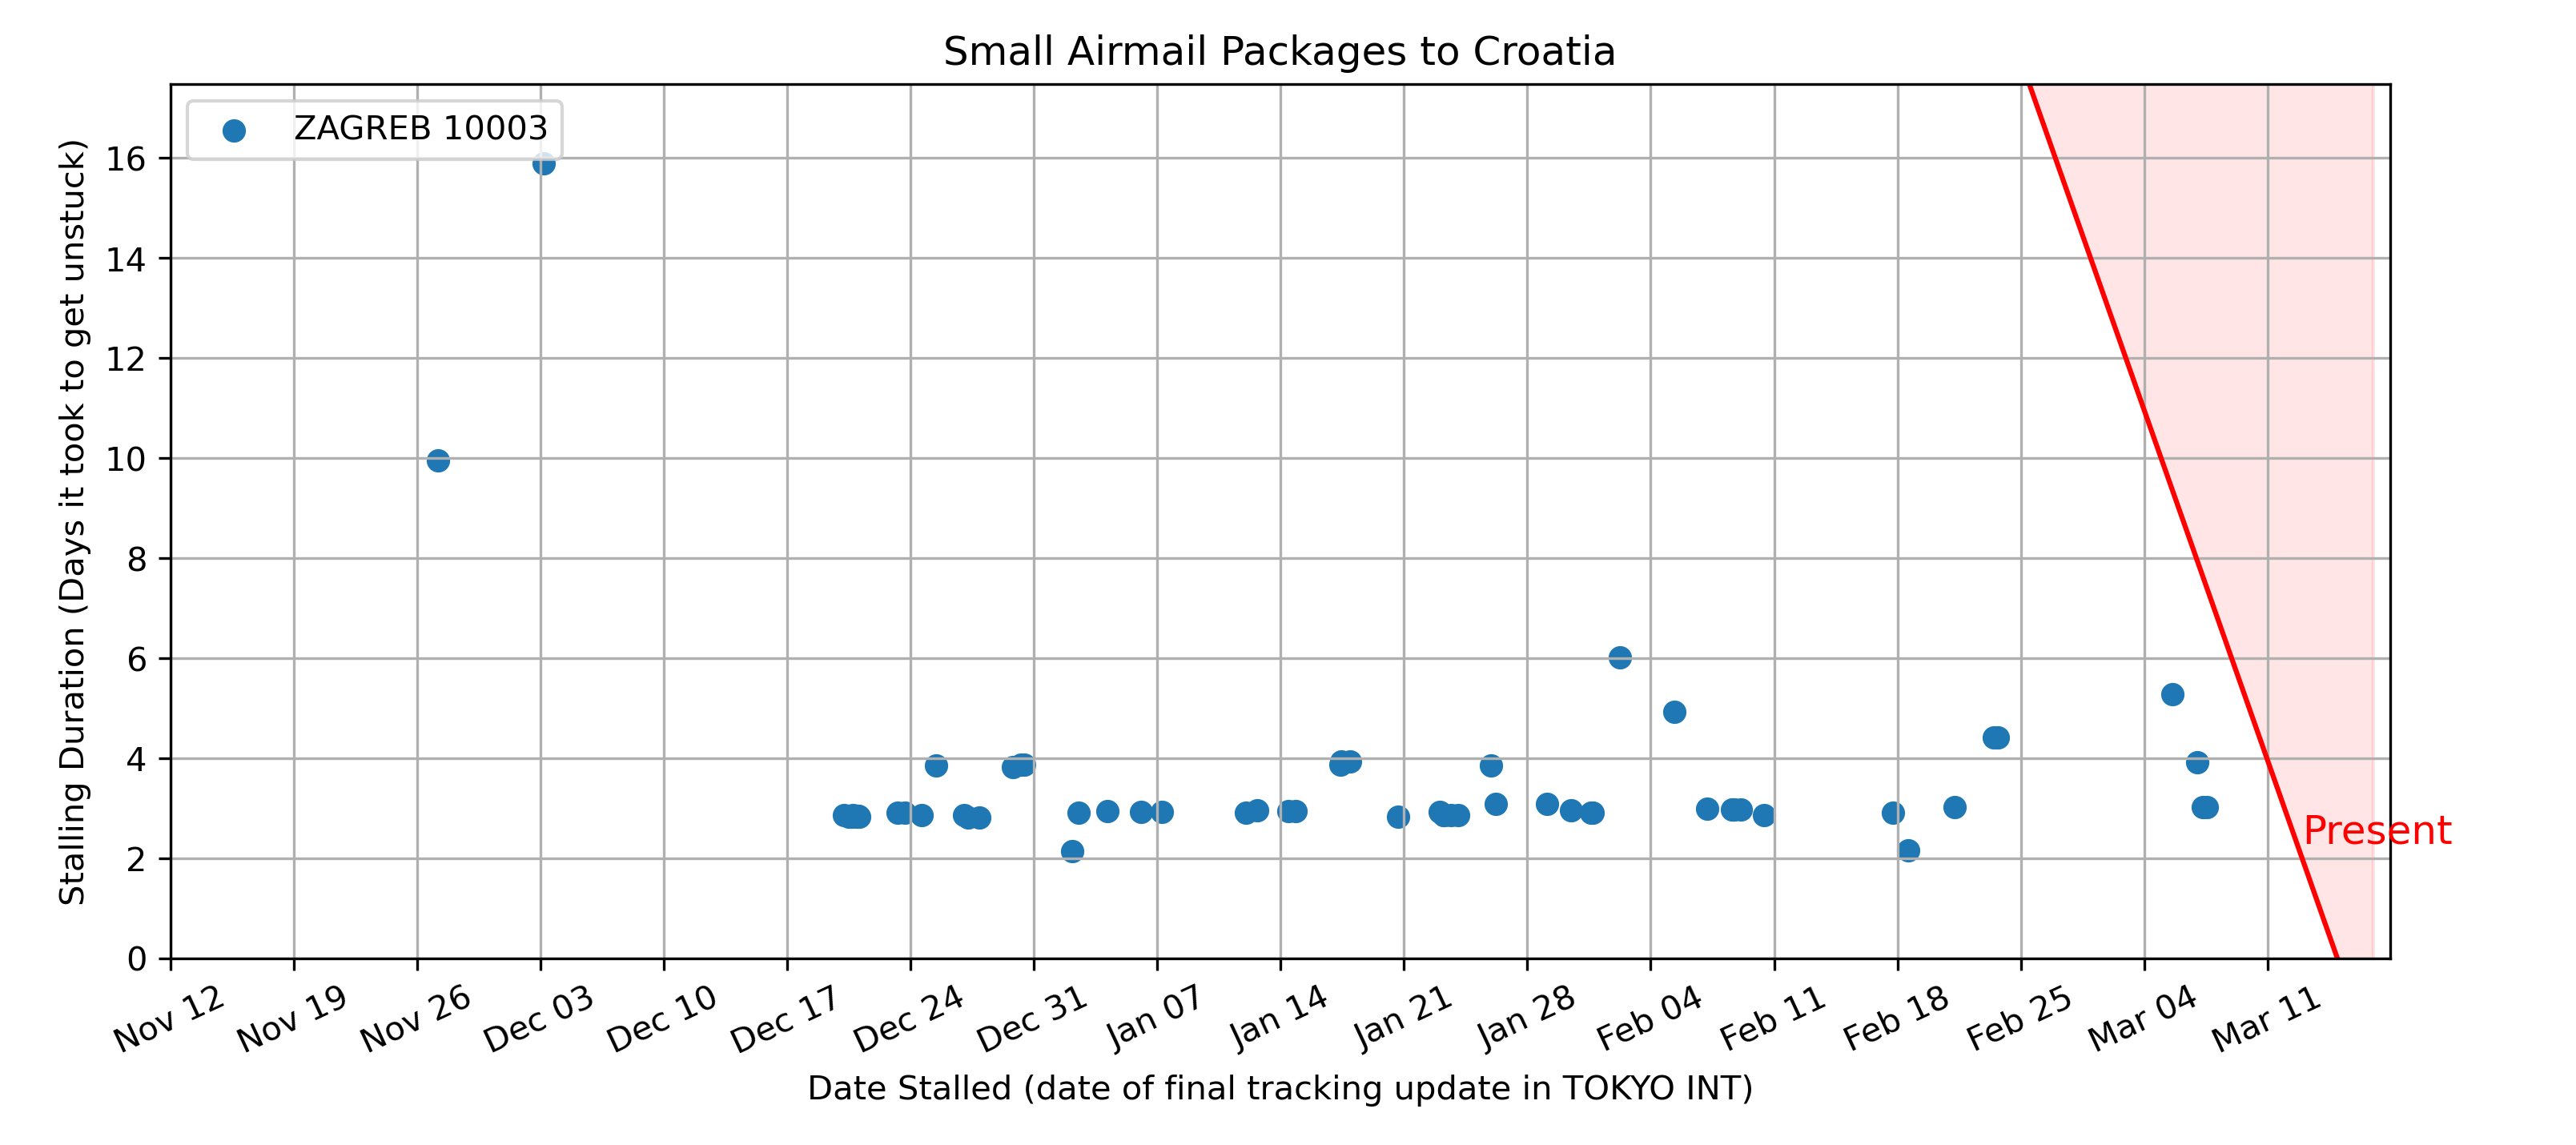 Small Airmail Packages to Croatia
ZAGREB 10003
Stalling Duration (Days it took to get unstuck)
16
14
12
10
8
6
4
2
0
Present
Nov 12 Nov 19 Nov 26 Dec 03 Dec 10 Dec 17 Dec 24 Dec 31 Jan 07 Jan 14 Jan 21 Jan 28 Feb 04 Feb 11 Feb 18 Feb 25 Mar 04 Mar 11
Date Stalled (date of final tracking update in TOKYO INT)